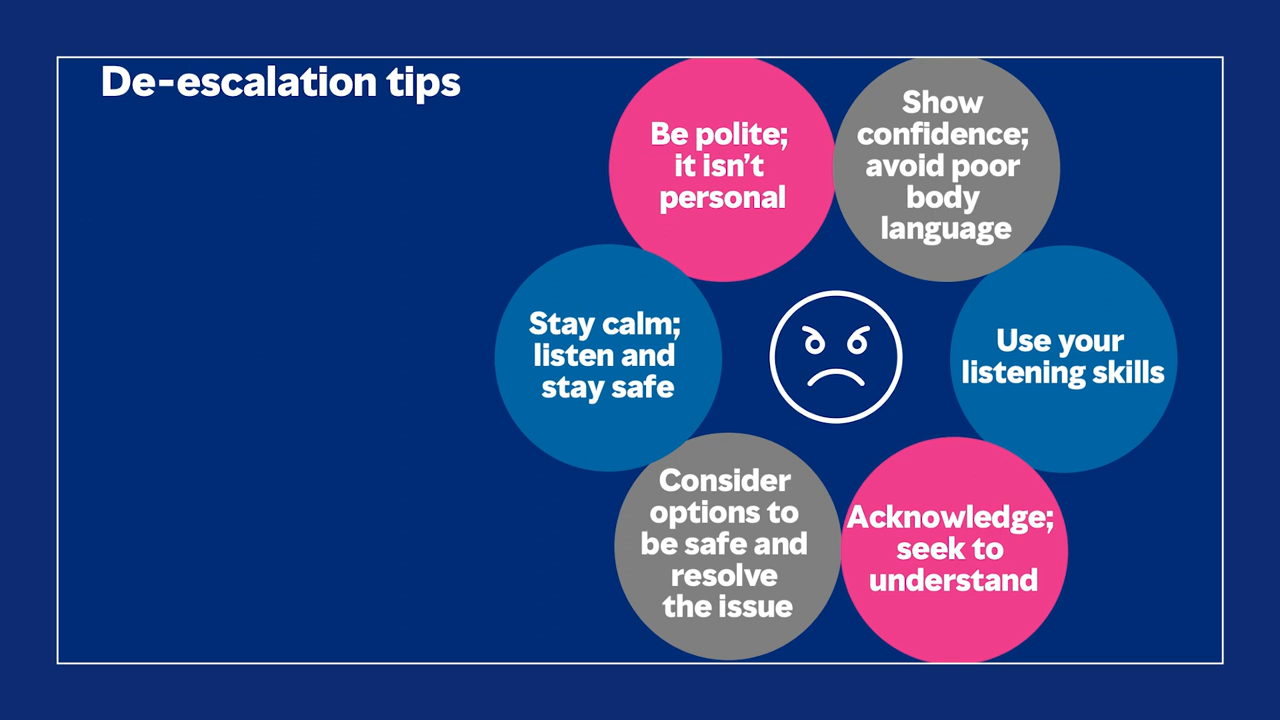 De-escalation tips
Be polite;
it isn't
personal
Show
confidence;
avoid poor
body
language
Stay calm;
listen and
stay safe
Use your
listening skills
Consider
options to
be safe and
resolve
the issue
Acknowledge;
seek to
understand